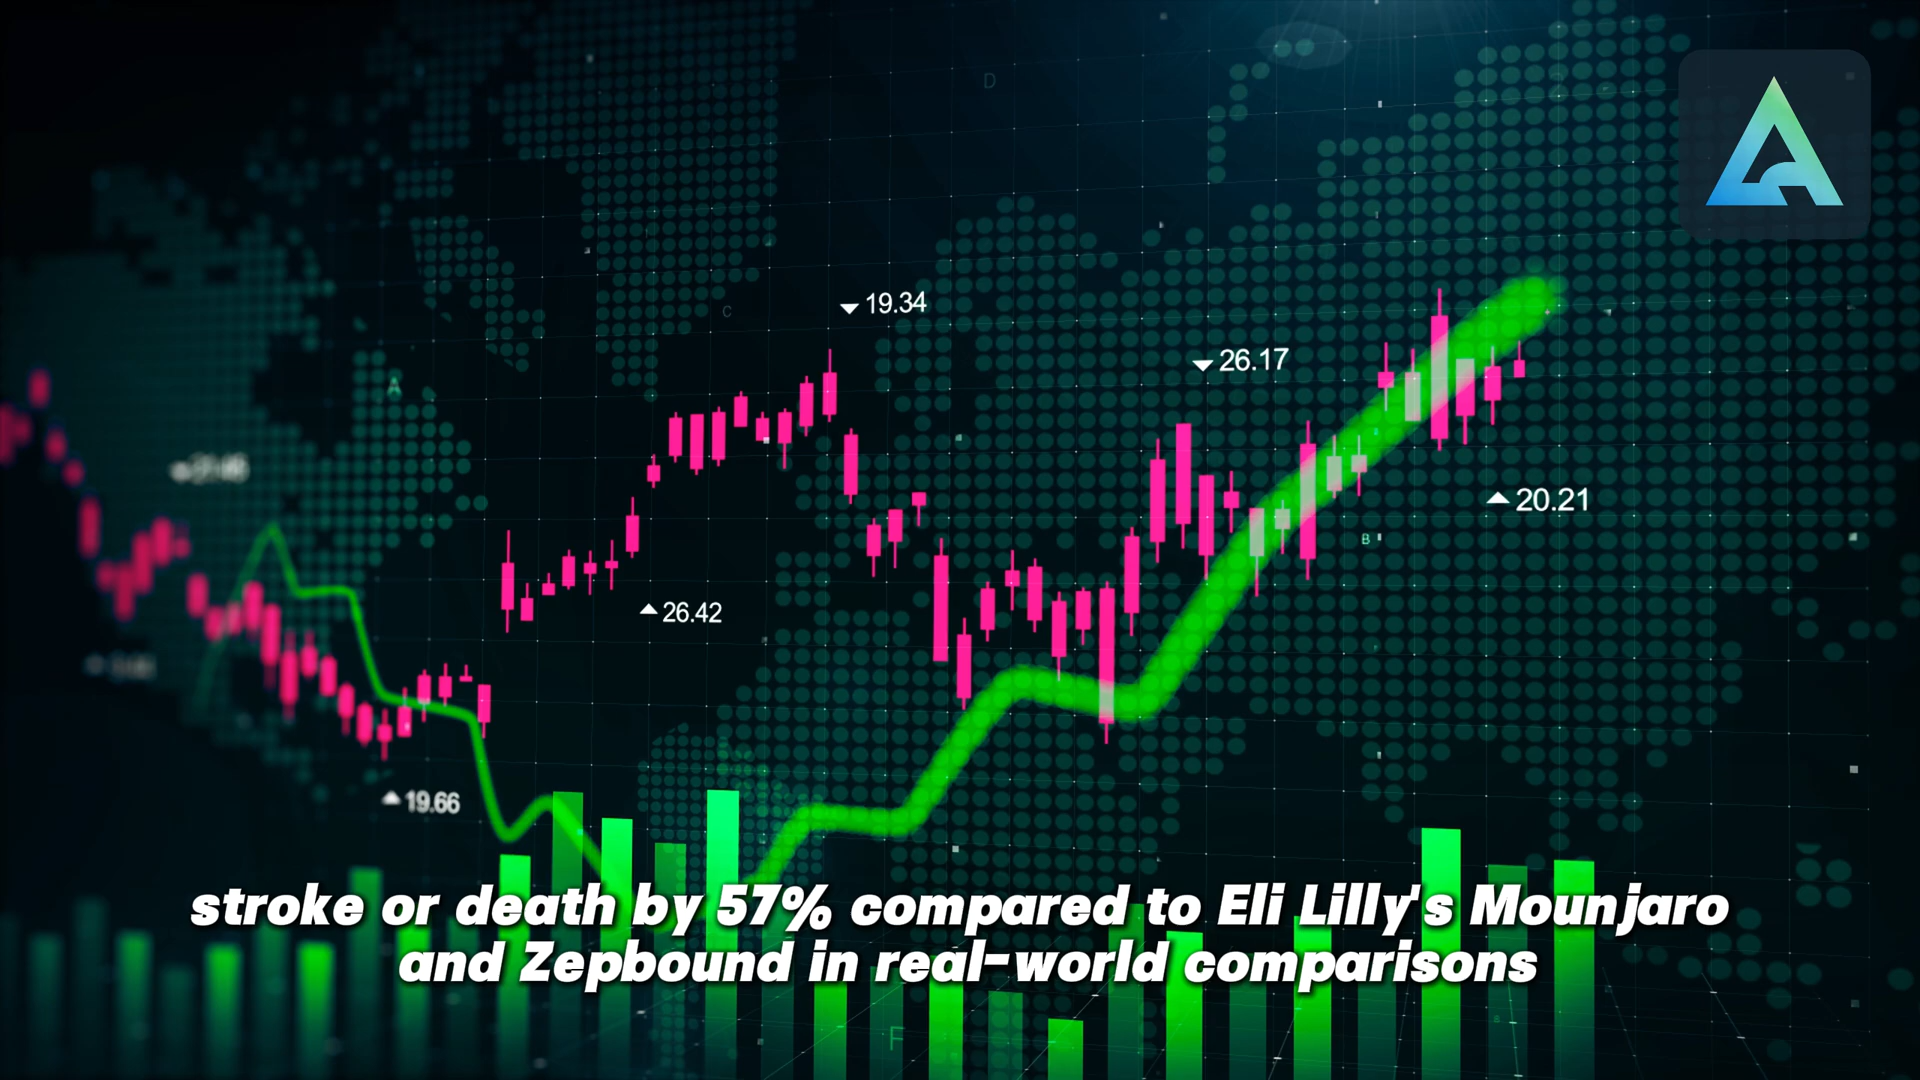 D
C
19.34
A
26.17
20.21
B
26.42
19.66
stroke or death by 57% compared to Eli Lilly's Mounjaro
and Zepbound in real-world comparisons
F